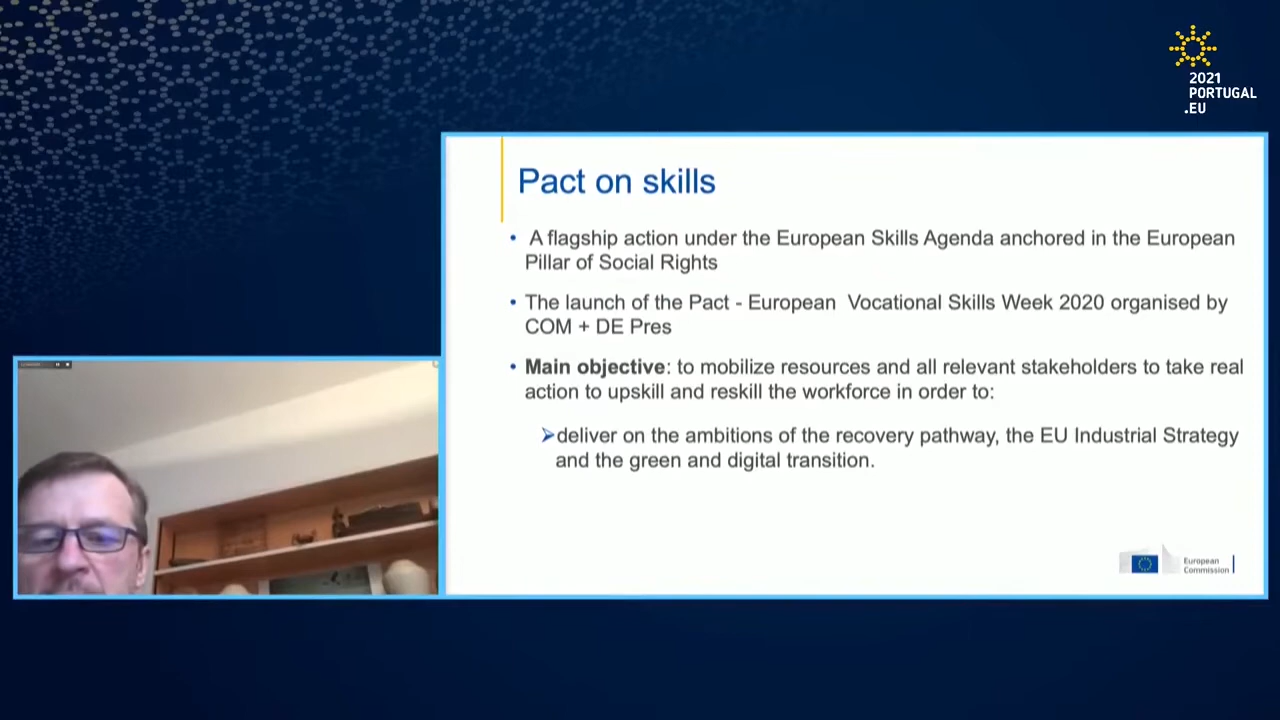 2021
PORTUGAL
.EU
Pact on skills
• A flagship action under the European Skills Agenda anchored in the European
Pillar of Social Rights
• The launch of the Pact - European  Vocational Skills Week 2020 organised by
COM + DE Pres
• Main objective: to mobilize resources and all relevant stakeholders to take real
action to upskill and reskill the workforce in order to:
➢deliver on the ambitions of the recovery pathway, the EU Industrial Strategy
and the green and digital transition.
European
Commission